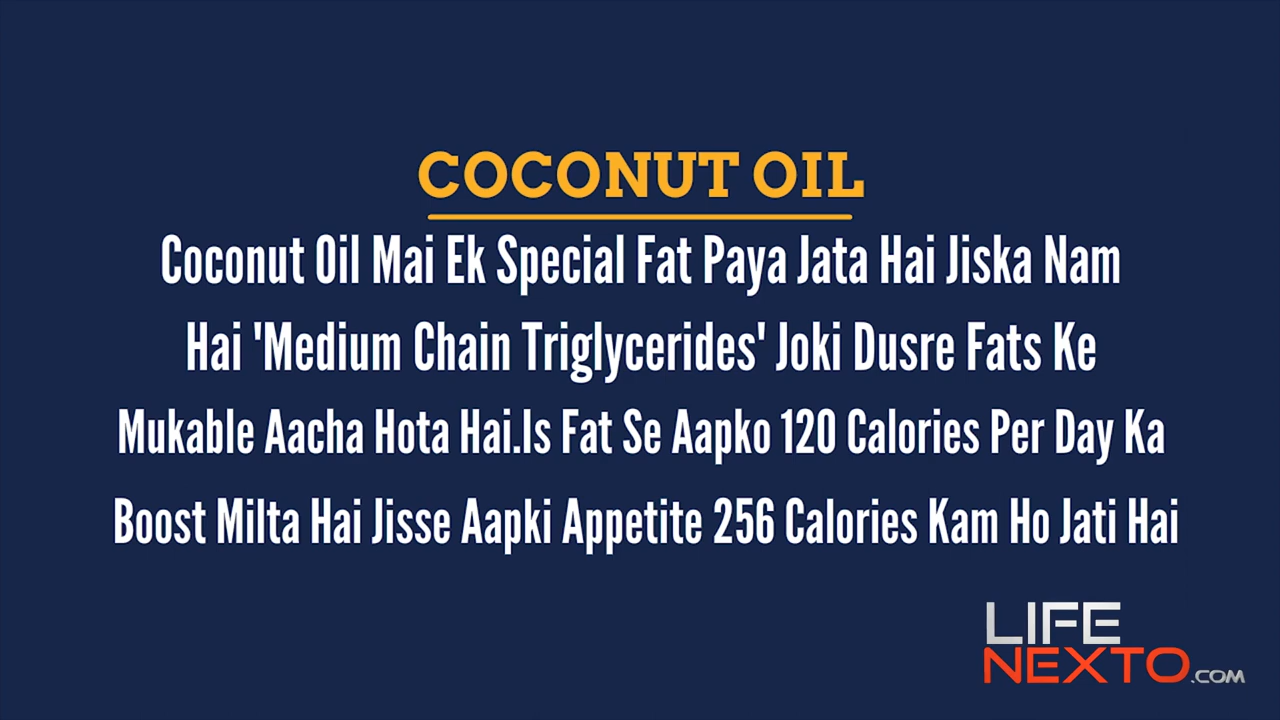 COCONUT OIL
Coconut Oil Mai Ek Special Fat Paya Jata Hai Jiska Nam
Hai 'Medium Chain Triglycerides' Joki Dusre Fats Ke
Mukable Aacha Hota Hai.Is Fat Se Aapko 120 Calories Per Day Ka
Boost Milta Hai Jisse Aapki Appetite 256 Calories Kam Ho Jati Hai
LIFE
NEXTO.COM